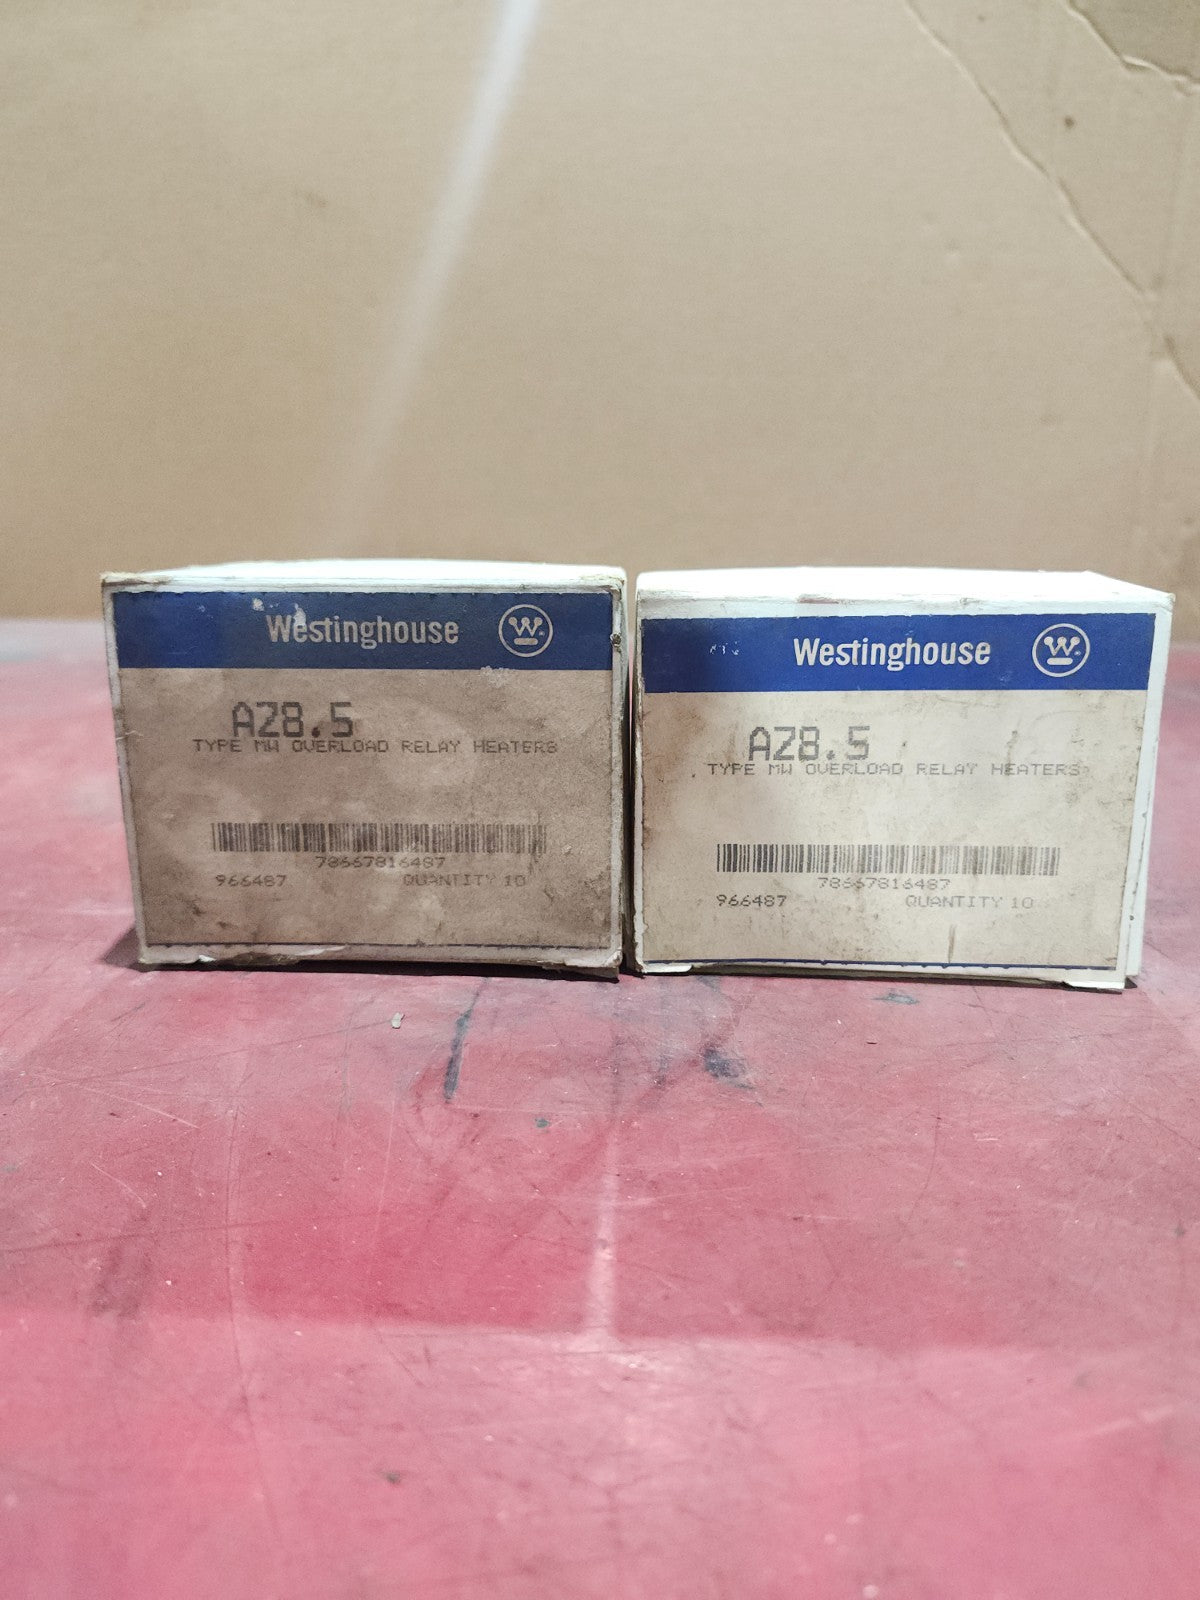 Westinghouse W
AZ8.5
TYPE MW OVERLOAD RELAY HEATERS
78667816487
966487 QUANTITY 10
Westinghouse W
AZ8.5
TYPE MW OVERLOAD RELAY HEATERS
78667816487
966487 QUANTITY 10